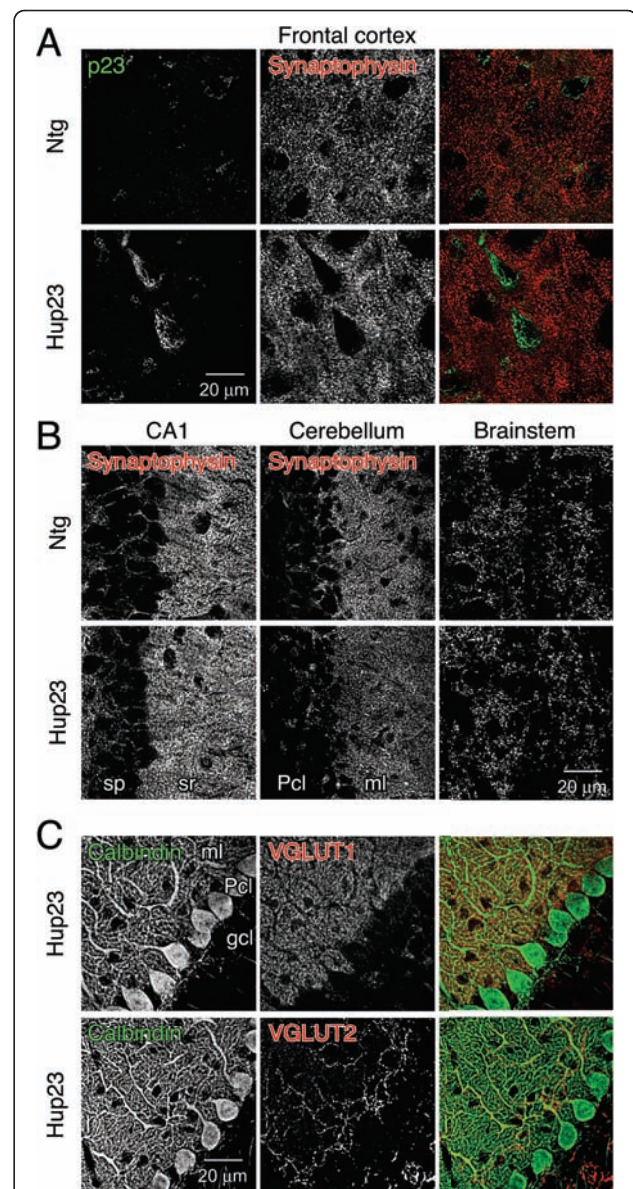 A
Frontal cortex
p23 Synaptophysin
Ntg
Hup23
20 µm
B
CA1 Cerebellum Brainstem
Synaptophysin Synaptophysin
Ntg
Hup23
sp sr Pcl ml
20 µm
C
Calbindin ml VGLUT1
Pcl
gcl
Hup23
Calbindin VGLUT2
Hup23
20 µm